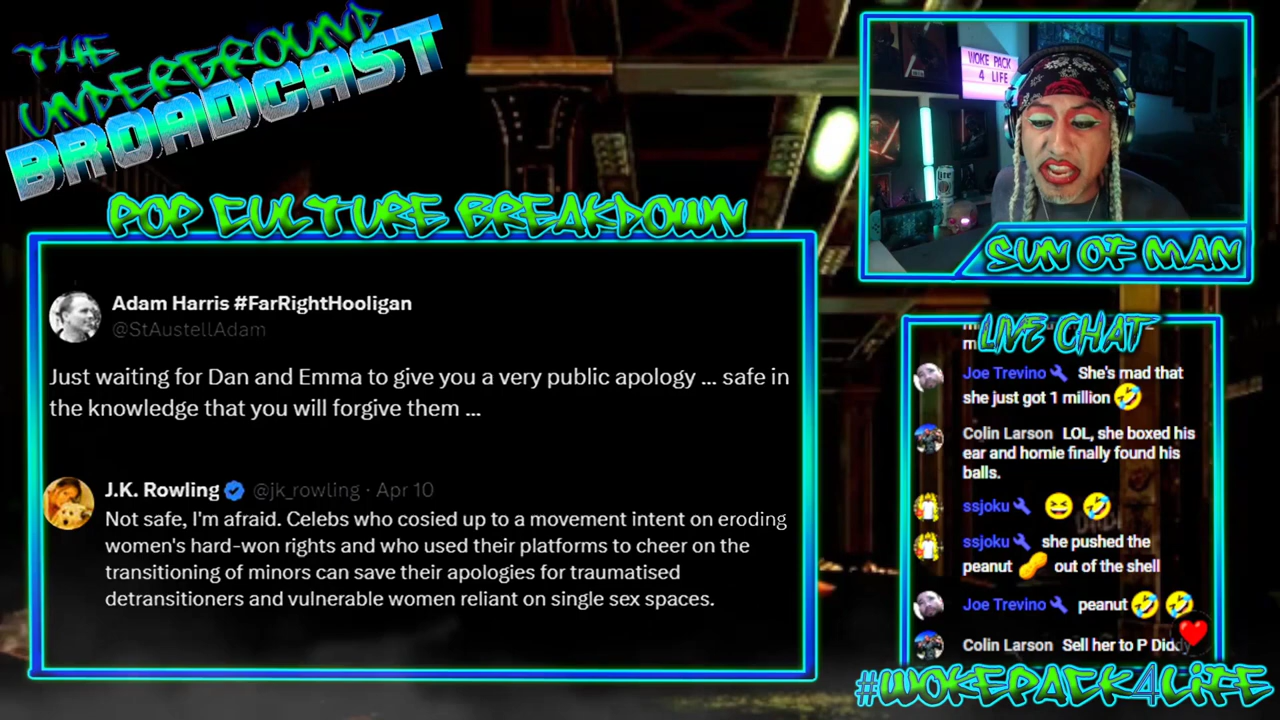 THE
UNDERGROUND
BROADCAST
POP CULTURE BREAKDOWN
Adam Harris #FarRightHooligan
@StAustellAdam
Just waiting for Dan and Emma to give you a very public apology ... safe in
the knowledge that you will forgive them ...
J.K. Rowling @jk_rowling · Apr 10
Not safe, I'm afraid. Celebs who cosied up to a movement intent on eroding
women's hard-won rights and who used their platforms to cheer on the
transitioning of minors can save their apologies for traumatised
detransitioners and vulnerable women reliant on single sex spaces.
WOKE PACK
4 LIFE
Lite
SUN OF MAN
LIVE CHAT
Joe Trevino She's mad that
she just got 1 million 🤣
Colin Larson LOL, she boxed his
ear and homie finally found his
balls.
ssjoku 😆 🤣
ssjoku she pushed the
peanut 🥜 out of the shell
Joe Trevino peanut 🤣 🤣
Colin Larson Sell her to P Diddy
#WOKEPACK4LIFE